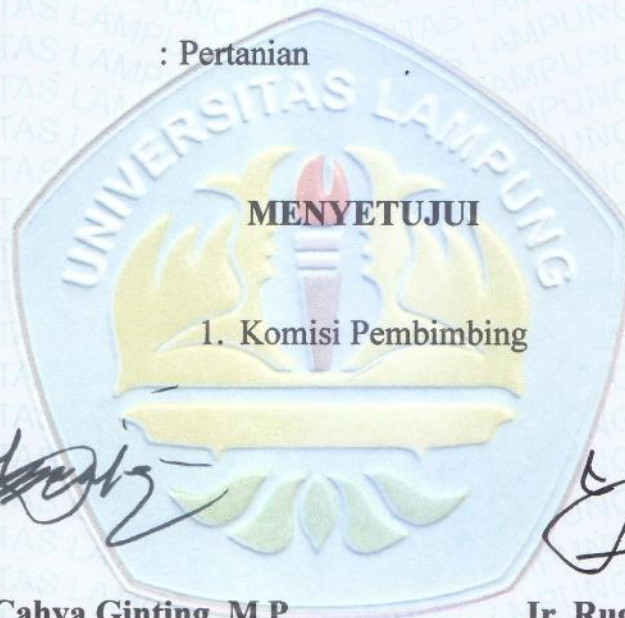 : Pertanian
UNIVERSITAS LAMPUNG
MENYETUJUI
1. Komisi Pembimbing
Cahya Ginting, M.P.
Ir.